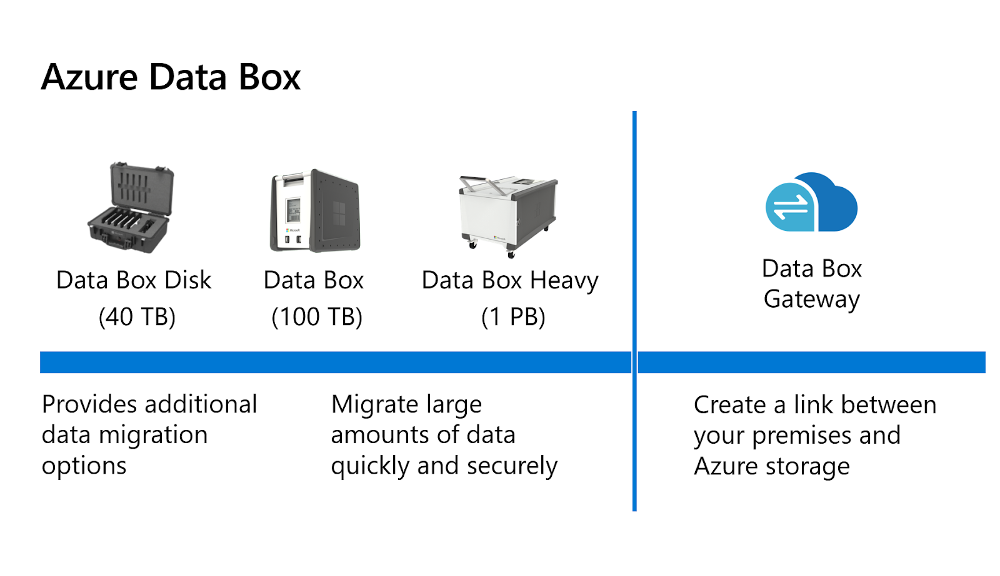 Azure Data Box
Microsoft
Microsoft
Data Box Disk
(40 TB)
Data Box
(100 TB)
Data Box Heavy
(1 PB)
Data Box
Gateway
Provides additional
data migration
options
Migrate large
amounts of data
quickly and securely
Create a link between
your premises and
Azure storage